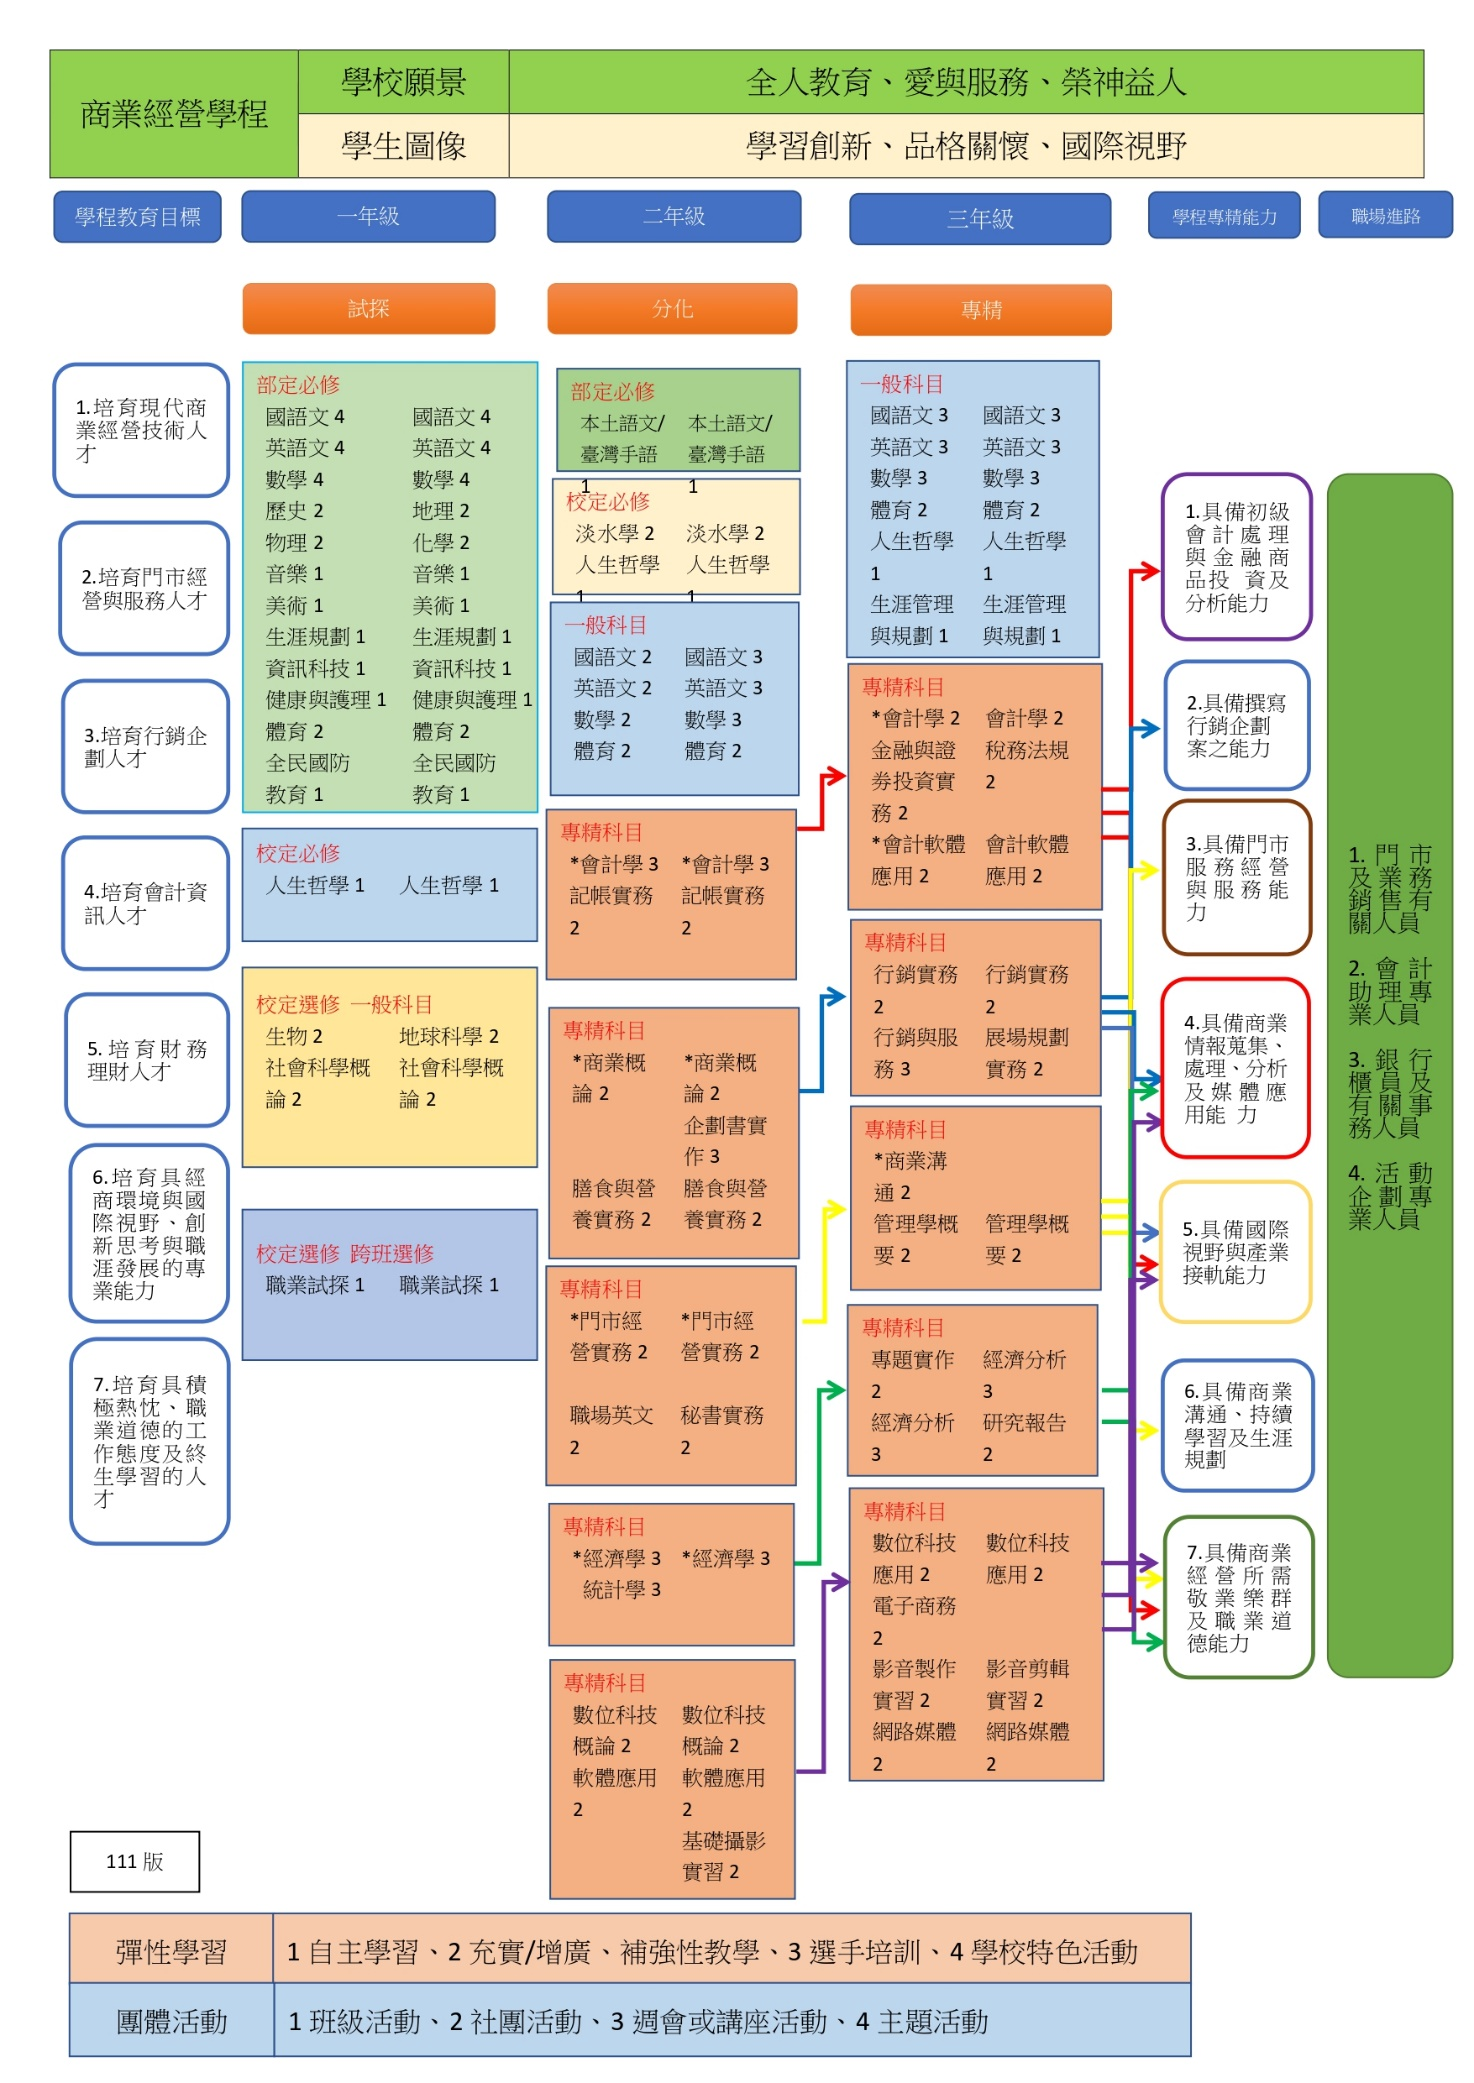 商業經營學程
學校願景
全人教育、愛與服務、榮神益人
學生圖像
學習創新、品格關懷、國際視野
學程教育目標
一年級
二年級
三年級
學程專精能力
職場進路
試探
分化
專精
1.培育現代商
業經營技術人
才
2.培育門市經
營與服務人才
3.培育行銷企
劃人才
4.培育會計資
訊人才
5. 培育財務
理財人才
6.培育具經
商環境與國
際視野、創
新思考與職
涯發展的專
業能力
7.培育具積
極熱忱、職
業道德的工
作態度及終
生學習的人
才
部定必修
國語文 4 國語文 4
英語文 4 英語文 4
數學 4 數學 4
歷史 2 地理 2
物理 2 化學 2
音樂 1 音樂 1
美術 1 美術 1
生涯規劃 1 生涯規劃 1
資訊科技 1 資訊科技 1
健康與護理 1 健康與護理 1
體育 2 體育 2
全民國防 全民國防
教育 1 教育 1
校定必修
人生哲學 1 人生哲學 1
校定選修 一般科目
生物 2 地球科學 2
社會科學概 社會科學概
論 2 論 2
校定選修 跨班選修
職業試探 1 職業試探 1
部定必修
本土語文/ 本土語文/
臺灣手語 臺灣手語
1 1
校定必修
淡水學 2 淡水學 2
人生哲學 人生哲學
1 1
一般科目
國語文 2 國語文 3
英語文 2 英語文 3
數學 2 數學 3
體育 2 體育 2
專精科目
*會計學 3 *會計學 3
記帳實務 記帳實務
2 2
專精科目
*商業概 *商業概
論 2 論 2
企劃書實
作 3
膳食與營 膳食與營
養實務 2 養實務 2
專精科目
*門市經 *門市經
營實務 2 營實務 2
職場英文 秘書實務
2 2
專精科目
*經濟學 3 *經濟學 3
統計學 3
專精科目
數位科技 數位科技
概論 2 概論 2
軟體應用 軟體應用
2 2
基礎攝影
實習 2
一般科目
國語文 3 國語文 3
英語文 3 英語文 3
數學 3 數學 3
體育 2 體育 2
人生哲學 人生哲學
1 1
生涯管理 生涯管理
與規劃 1 與規劃 1
專精科目
*會計學 2 會計學 2
金融與證 稅務法規
券投資實 2
務 2
*會計軟體 會計軟體
應用 2 應用 2
專精科目
行銷實務 行銷實務
2 2
行銷與服 展場規劃
務 3 實務 2
專精科目
*商業溝
通 2
管理學概 管理學概
要 2 要 2
專精科目
專題實作 經濟分析
2 3
經濟分析 研究報告
3 2
專精科目
數位科技 數位科技
應用 2 應用 2
電子商務
2
影音製作 影音剪輯
實習 2 實習 2
網路媒體 網路媒體
2 2
1.具備初級
會計處理
與金融商
品投 資及
分析能力
2.具備撰寫
行銷企劃
案之能力
3.具備門市
服務經營
與服務能
力
4.具備商業
情報蒐集、
處理、分析
及媒體應
用能 力
5.具備國際
視野與產業
接軌能力
6.具備商業
溝通、持續
學習及生涯
規劃
7.具備商業
經營所需
敬業樂群
及職業道
德能力
1. 門市
及業務
銷售有
關人員
2. 會計
助理專
業人員
3. 銀行
櫃員及
有關事
務人員
4. 活動
企劃專
業人員
111 版
彈性學習
1 自主學習、2 充實/增廣、補強性教學、3 選手培訓、4 學校特色活動
團體活動
1 班級活動、2 社團活動、3 週會或講座活動、4 主題活動